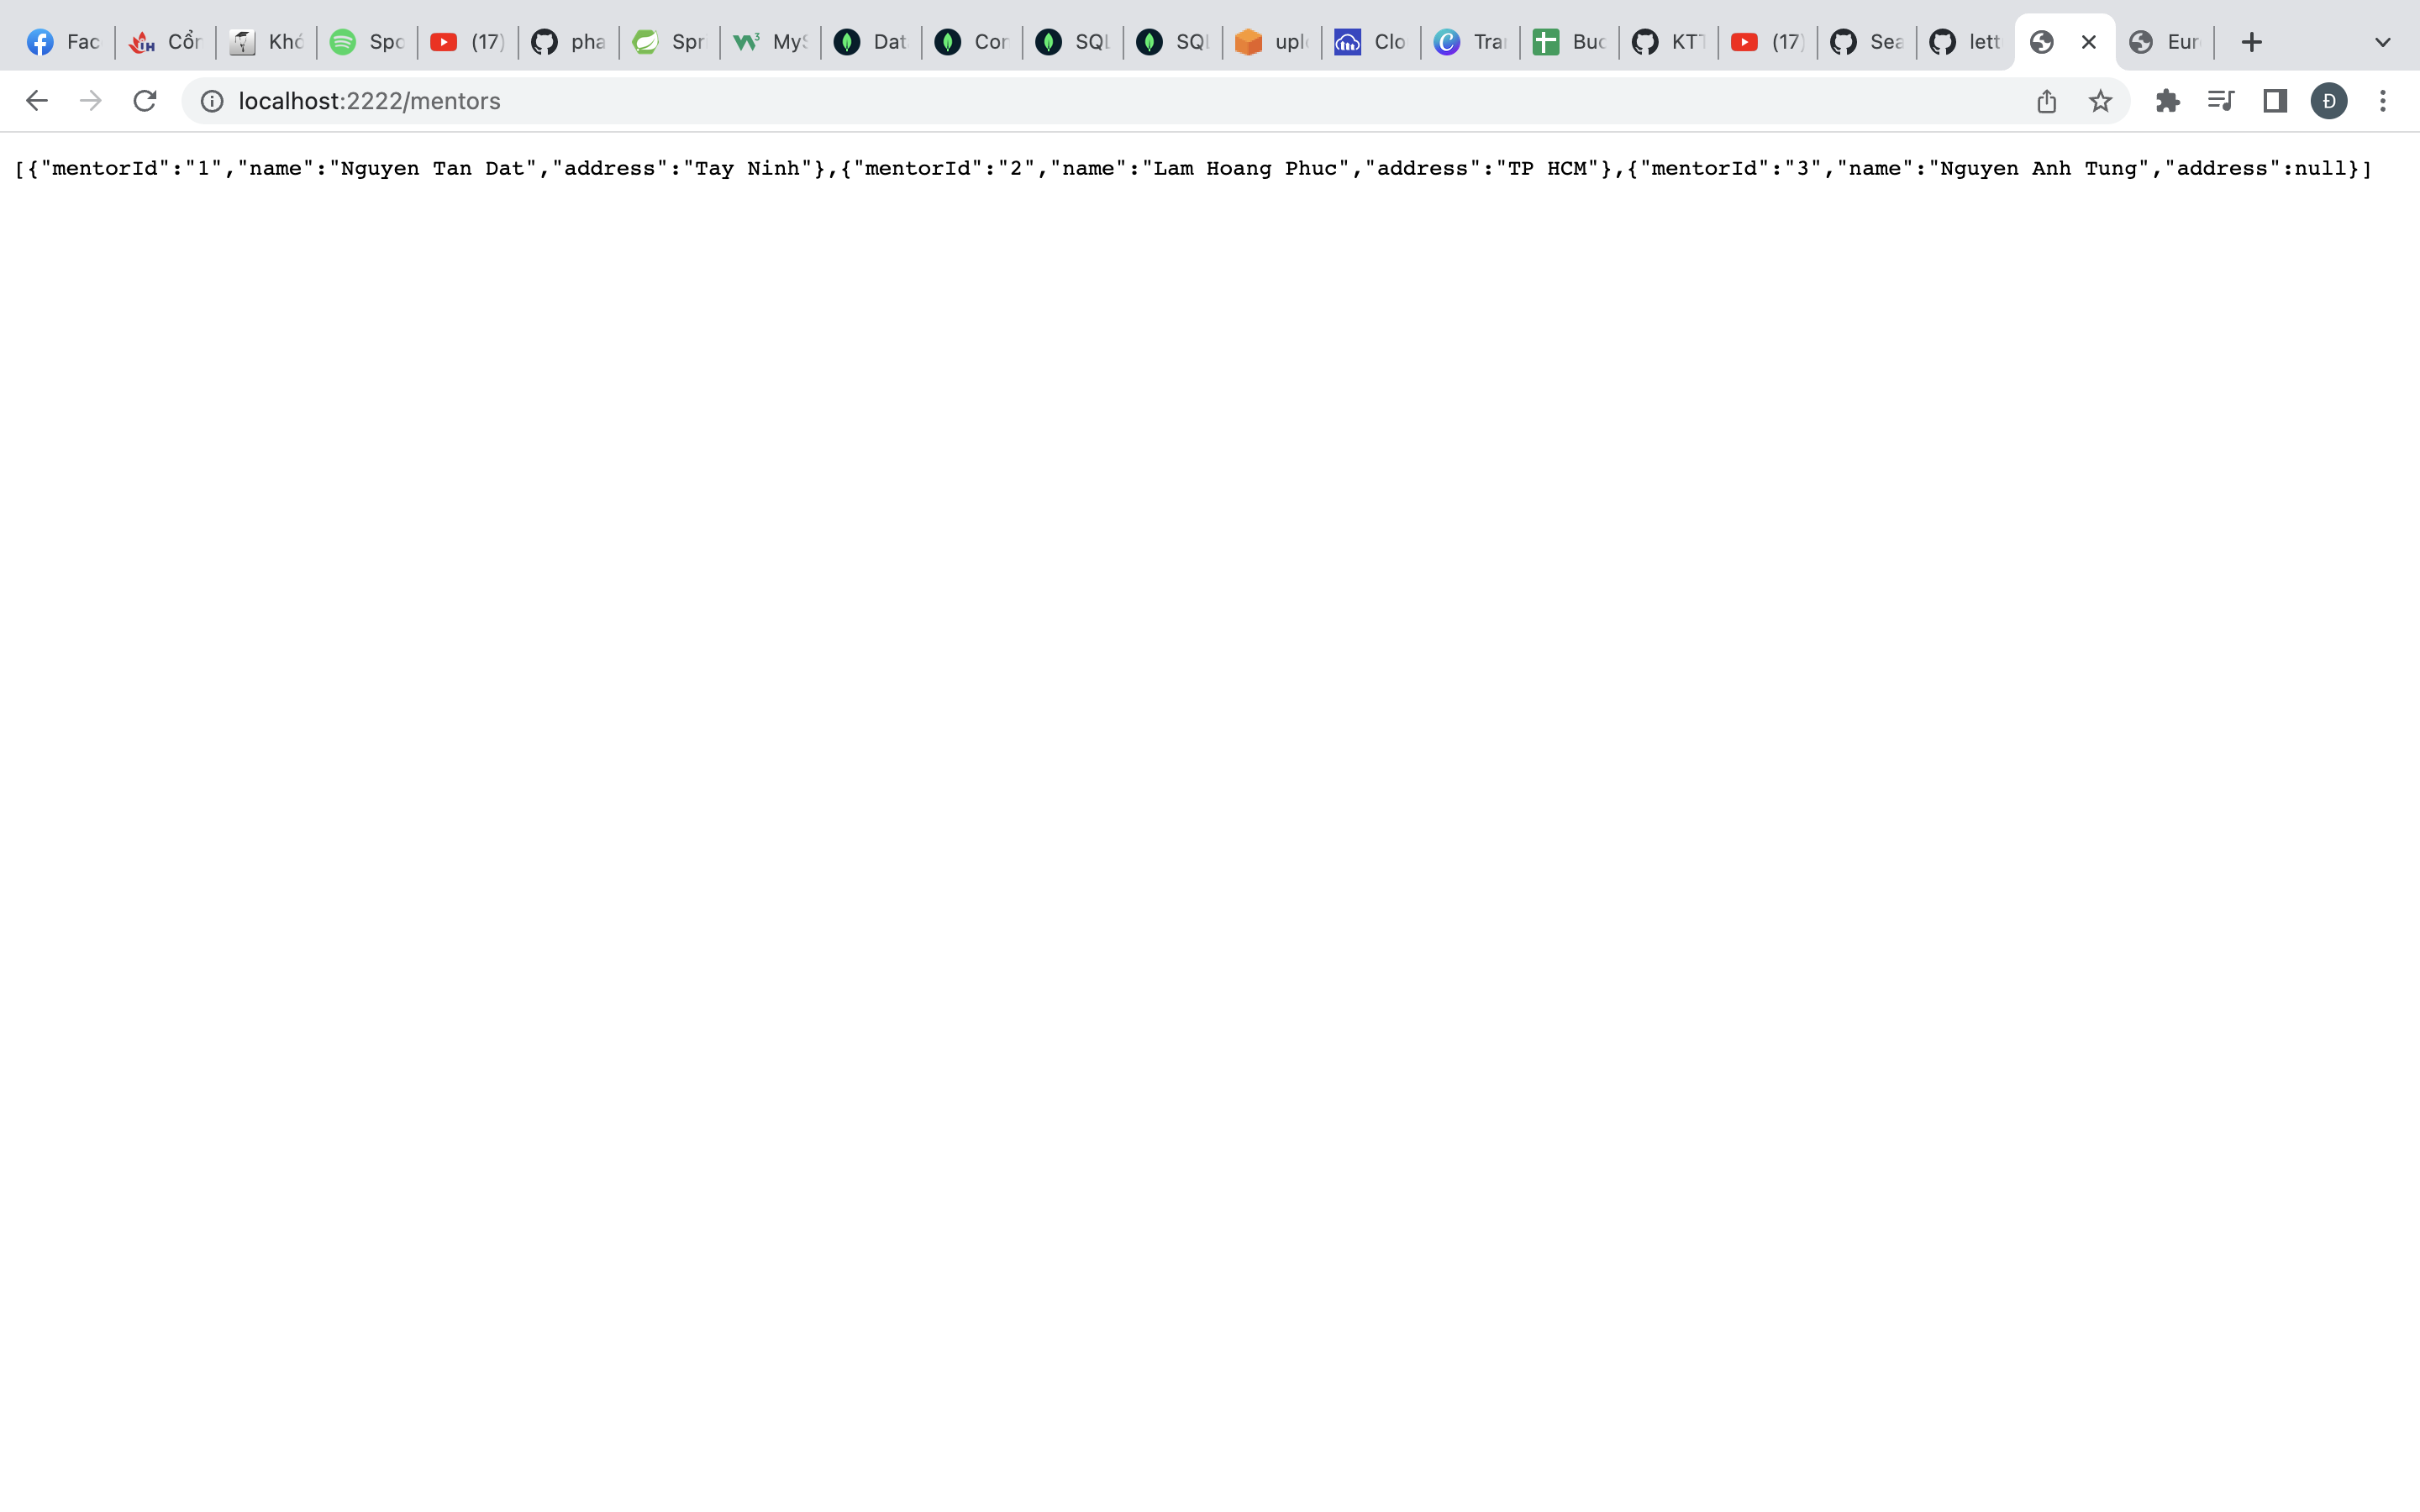 Fac Cổn Khó Spo (17) pha Spr MyS Dat Con SQL SQL uplo Clo Tra Buc KTT (17) Sea lett Eur
localhost:2222/mentors Đ
[{"mentorId":"1","name":"Nguyen Tan Dat","address":"Tay Ninh"},{"mentorId":"2","name":"Lam Hoang Phuc","address":"TP HCM"},{"mentorId":"3","name":"Nguyen Anh Tung","address":null}]